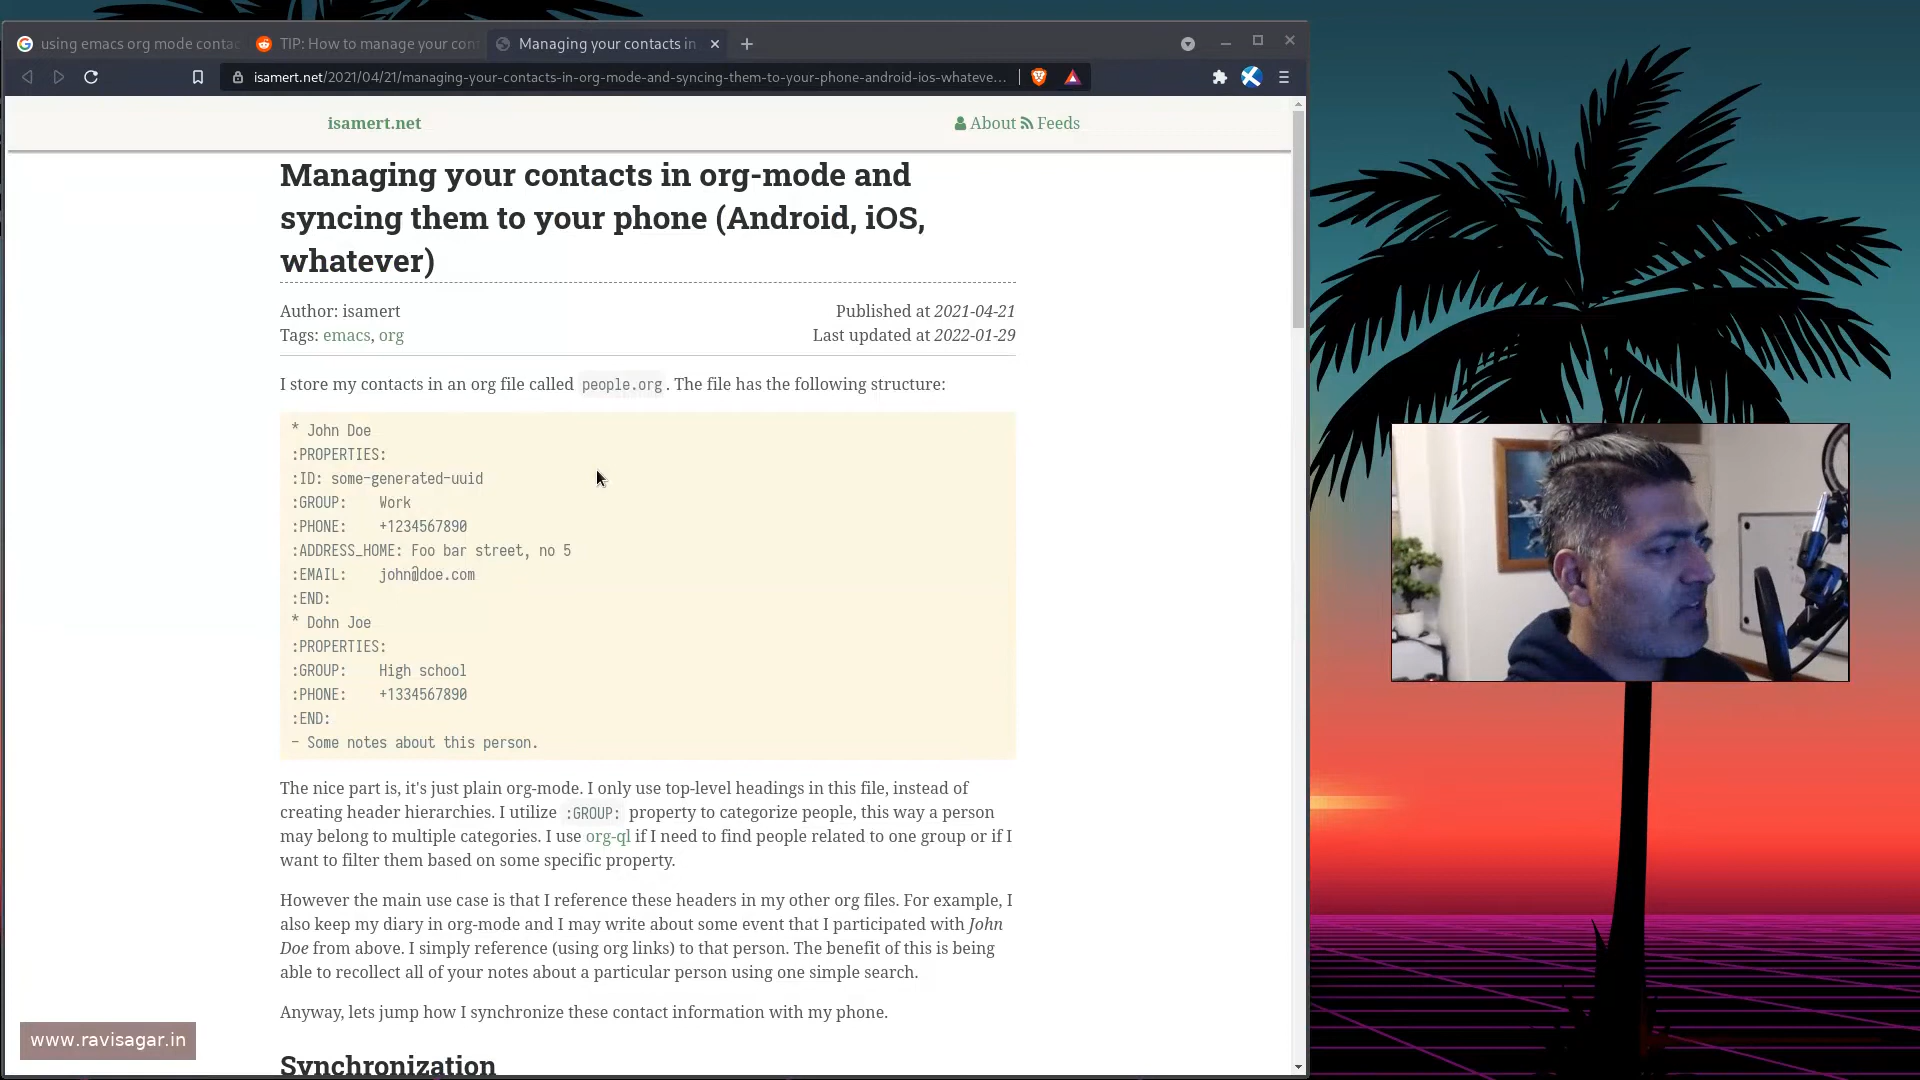 using emacs org mode contac
TIP: How to manage your con
Managing your contacts in
isamert.net/2021/04/21/managing-your-contacts-in-org-mode-and-syncing-them-to-your-phone-android-ios-whateve...
isamert.net
About Feeds
Managing your contacts in org-mode and
syncing them to your phone (Android, iOS,
whatever)
Author: isamert
Published at 2021-04-21
Tags: emacs, org
Last updated at 2022-01-29
I store my contacts in an org file called people.org. The file has the following structure:
* John Doe
:PROPERTIES:
:ID: some-generated-uuid
:GROUP: Work
:PHONE: +1234567890
:ADDRESS_HOME: Foo bar street, no 5
:EMAIL: john@doe.com
:END:
* Dohn Joe
:PROPERTIES:
:GROUP: High school
:PHONE: +1334567890
:END:
- Some notes about this person.
The nice part is, it's just plain org-mode. I only use top-level headings in this file, instead of
creating header hierarchies. I utilize :GROUP: property to categorize people, this way a person
may belong to multiple categories. I use org-ql if I need to find people related to one group or if I
want to filter them based on some specific property.
However the main use case is that I reference these headers in my other org files. For example, I
also keep my diary in org-mode and I may write about some event that I participated with John
Doe from above. I simply reference (using org links) to that person. The benefit of this is being
able to recollect all of your notes about a particular person using one simple search.
Anyway, lets jump how I synchronize these contact information with my phone.
Synchronization
www.ravisagar.in